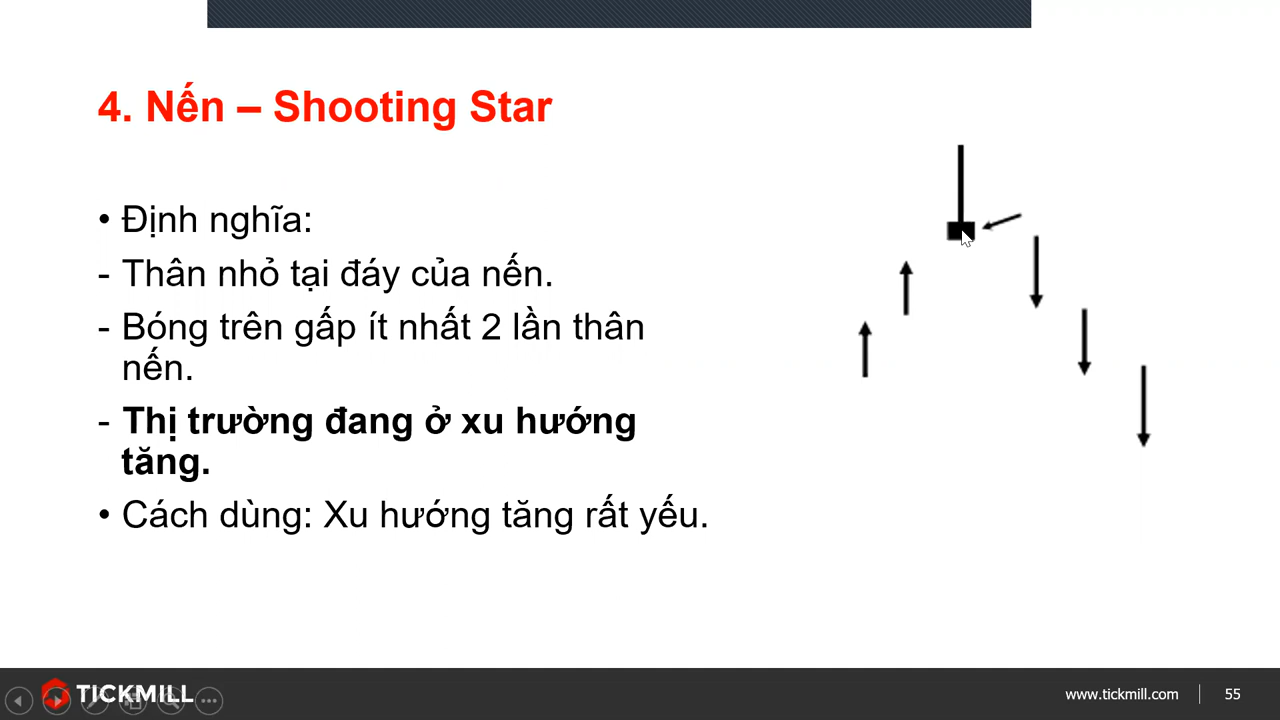 4. Nến – Shooting Star
• Định nghĩa:
- Thân nhỏ tại đáy của nến.
- Bóng trên gấp ít nhất 2 lần thân
nến.
- Thị trường đang ở xu hướng
tăng.
• Cách dùng: Xu hướng tăng rất yếu.
TICKMILL
www.tickmill.com
55